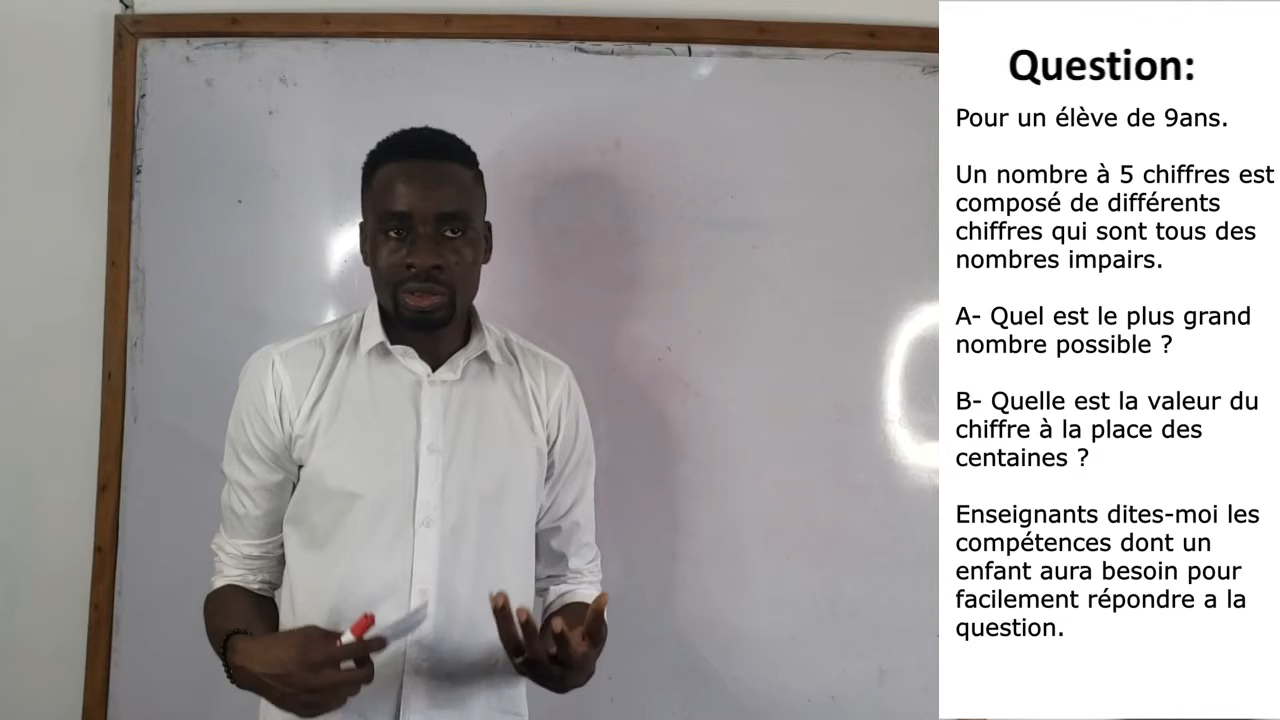 Question:
Pour un élève de 9ans.
Un nombre à 5 chiffres est
composé de différents
chiffres qui sont tous des
nombres impairs.
A- Quel est le plus grand
nombre possible ?
B- Quelle est la valeur du
chiffre à la place des
centaines ?
Enseignants dites-moi les
compétences dont un
enfant aura besoin pour
facilement répondre a la
question.